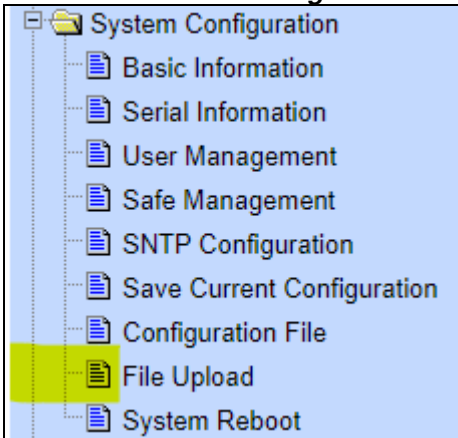 System Configuration
Basic Information
Serial Information
User Management
Safe Management
SNTP Configuration
Save Current Configuration
Configuration File
File Upload
System Reboot